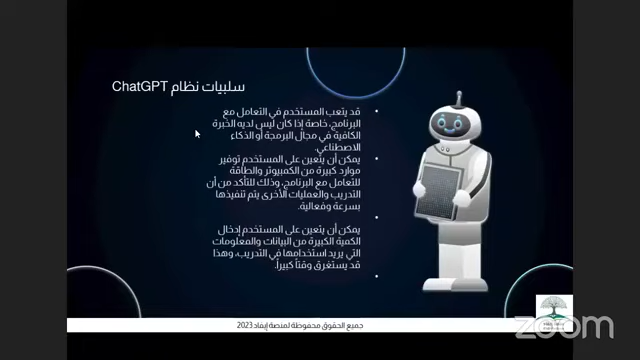 سلبيات نظام ChatGPT
قد يتعب المستخدم في التعامل مع
البرنامج، خاصة إذا كان ليس لديه الخبرة
الكافية في مجال البرمجة أو الذكاء
الاصطناعي.
يمكن أن يتعين على المستخدم توفير
موارد كبيرة من الكمبيوتر والطاقة
للتعامل مع البرنامج، وذلك للتأكد من أن
التدريب والعمليات الأخرى يتم تنفيذها
بسرعة وفعالية.
يمكن أن يتعين على المستخدم إدخال
الكمية الكبيرة من البيانات والمعلومات
التي يريد استخدامها في التدريب، وهذا
قد يستغرق وقتاً كبيراً.
جميع الحقوق محفوظة لمنصة إيفاد 2023
zoom